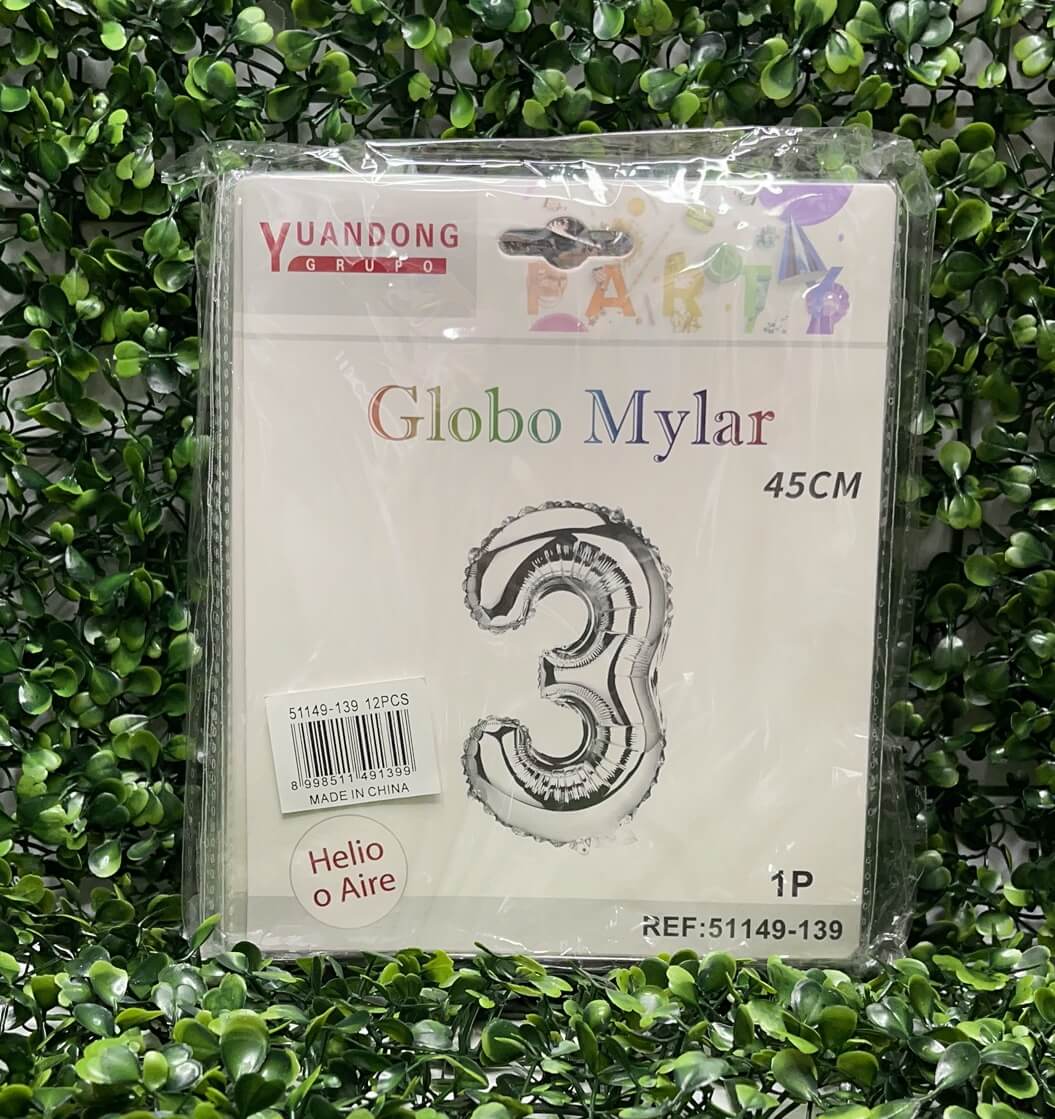 YUANDONG
GRUPO
PARTY
Globo Mylar
45CM
3
51149-139 12PCS
8 998511 491399
MADE IN CHINA
Helio
o Aire
1P
REF:51149-139